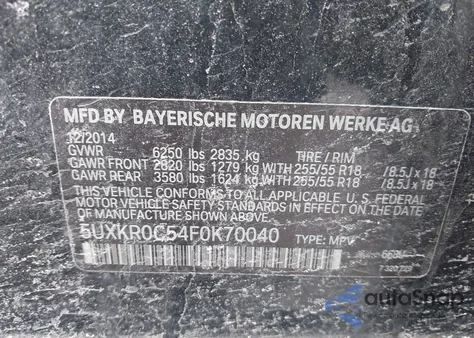 MFD BY BAYERISCHE MOTOREN WERKE AG
12/2014
GVWR 6250 lbs 2835 kg TIRE / RIM
GAWR FRONT 2820 lbs 1279 kg WITH 255/55 R18 /8.5J x 18
GAWR REAR 3580 lbs 1624 kg WITH 255/55 R18 /8.5J x 18
THIS VEHICLE CONFORMS TO ALL APPLICABLE U. S. FEDERAL
MOTOR VEHICLE SAFETY STANDARDS IN EFFECT ON THE DATE
OF MANUFACTURE SHOWN ABOVE.
5UXKR0C54F0K70040 TYPE: MPV
autoSnap